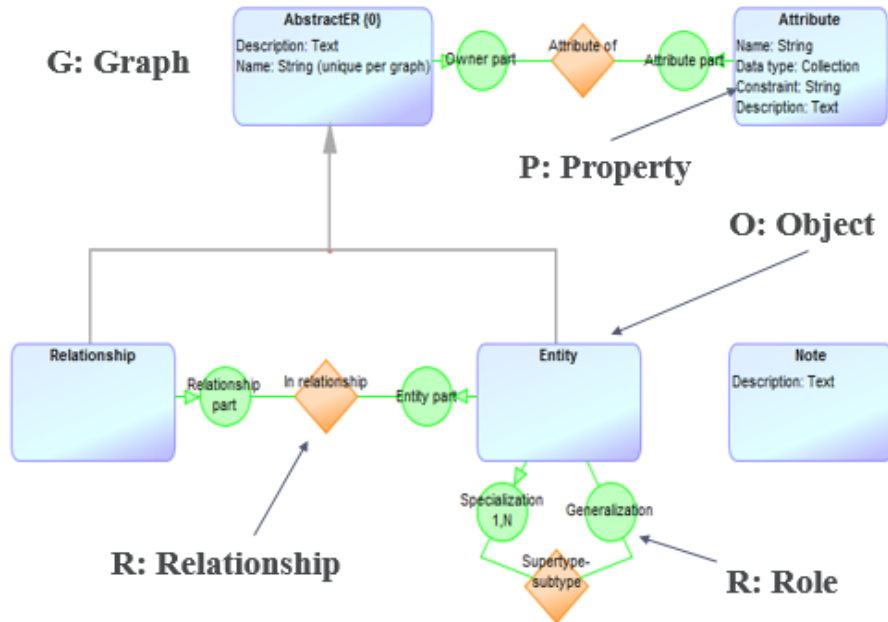 AbstractER {0}
Description: Text
Name: String (unique per graph)
G: Graph
Owner part
Attribute of
Attribute part
Attribute
Name: String
Data type: Collection
Constraint: String
Description: Text
P: Property
O: Object
Relationship
Relationship
part
In relationship
Entity part
Entity
Note
Description: Text
Specialization
1,N
Generalization
Supertype-
subtype
R: Relationship
R: Role